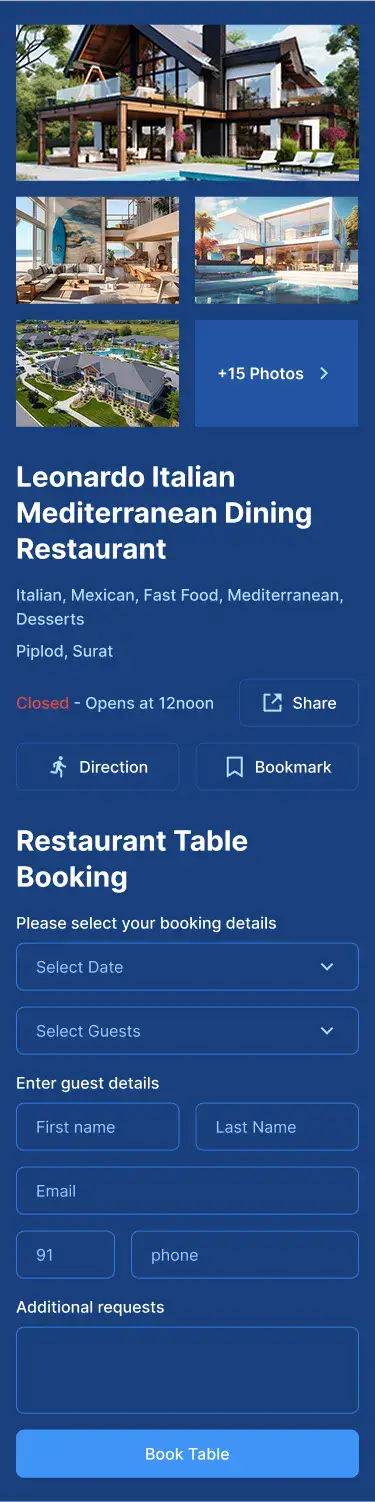 +15 Photos
Leonardo Italian
Mediterranean Dining
Restaurant
Italian, Mexican, Fast Food, Mediterranean,
Desserts
Piplod, Surat
Closed - Opens at 12noon
Share
Direction
Bookmark
Restaurant Table
Booking
Please select your booking details
Select Date
Select Guests
Enter guest details
First name
Last Name
Email
91
phone
Additional requests
Book Table